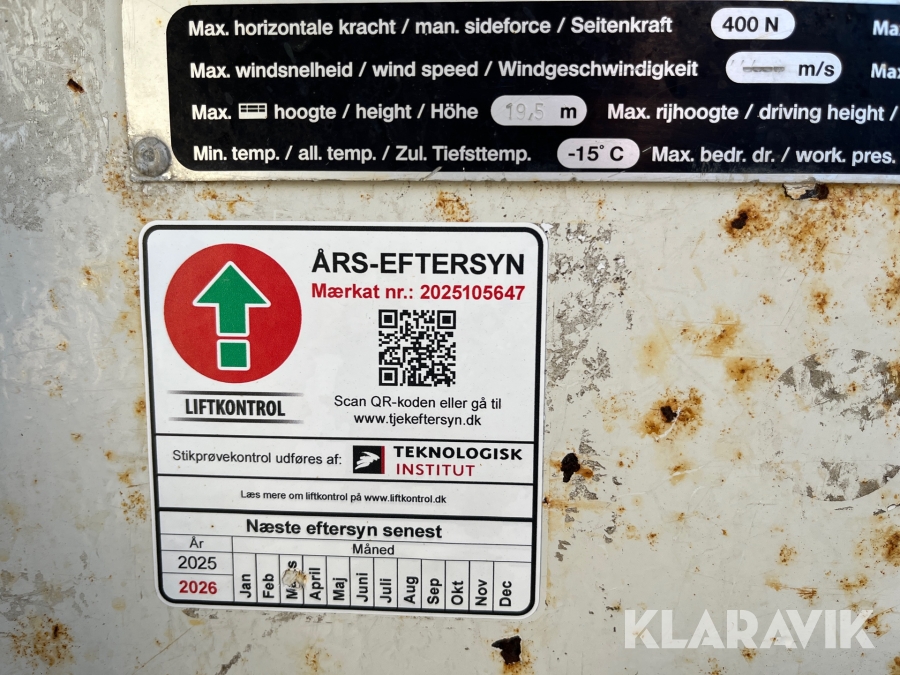 Max. horizontale kracht / man. sideforce / Seitenkraft 400 N Ma
Max. windsnelheid / wind speed / Windgeschwindigkeit m/s Max
Max. hoogte / height / Höhe 19,5 m Max. rijhoogte / driving height /
Min. temp. / all. temp. / Zul. Tiefsttemp. -15° C Max. bedr. dr. / work. pres.
ÅRS-EFTERSYN
Mærkat nr.: 2025105647
LIFTKONTROL
Scan QR-koden eller gå til
www.tjekeftersyn.dk
Stikprøvekontrol udføres af: TEKNOLOGISK
INSTITUT
Læs mere om liftkontrol på www.liftkontrol.dk
Næste eftersyn senest
År Måned
2025
2026
Jan Feb April Maj Juni Juli Aug Sep Okt Nov Dec
KLARAVIK